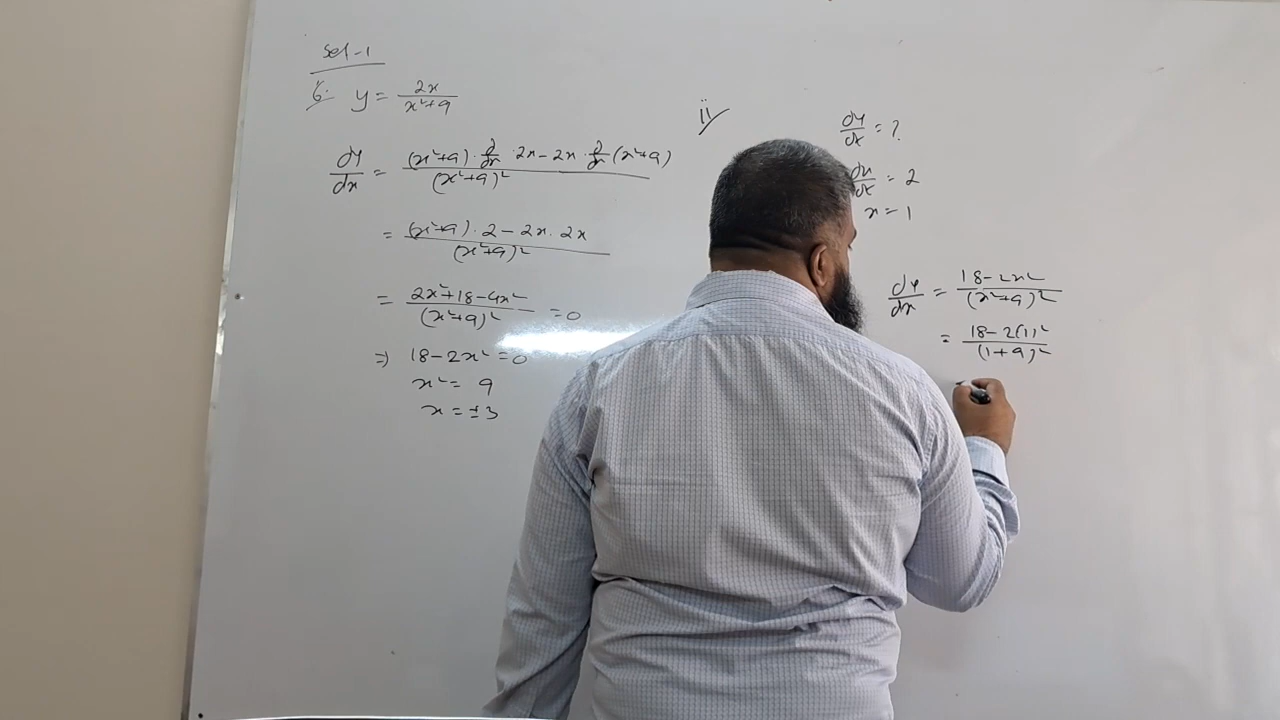 Set-1
6. y = 2x / x²+9
dy/dx = (x²+9) · d/dx · 2x - 2x · d/dx (x²+9) / (x²+9)²
= (x²+9) · 2 - 2x · 2x / (x²+9)²
= 2x²+18-4x² / (x²+9)² = 0
⇒ 18-2x² = 0
x² = 9
x = ±3
ii
dy/dt = ?
dx/dt = 2
x = 1
dy/dx = 18-2x² / (x²+9)²
= 18-2(1)² / (1+9)²